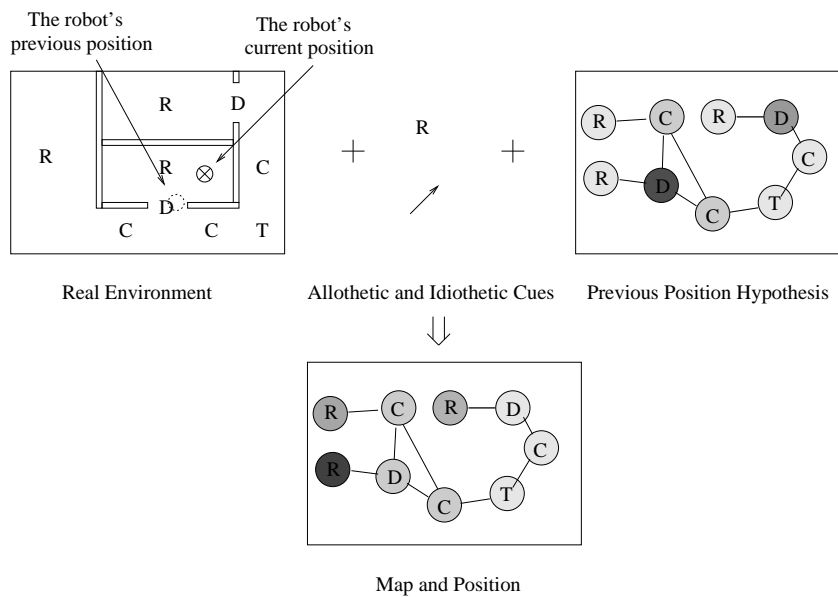 The robot's
previous position
The robot's
current position
R
D
R
R
C
D
C
C
T
R
R
C
R
D
R
D
C
C
T
Real Environment
Allothetic and Idiothetic Cues
Previous Position Hypothesis
R
C
R
D
R
D
C
C
T
Map and Position